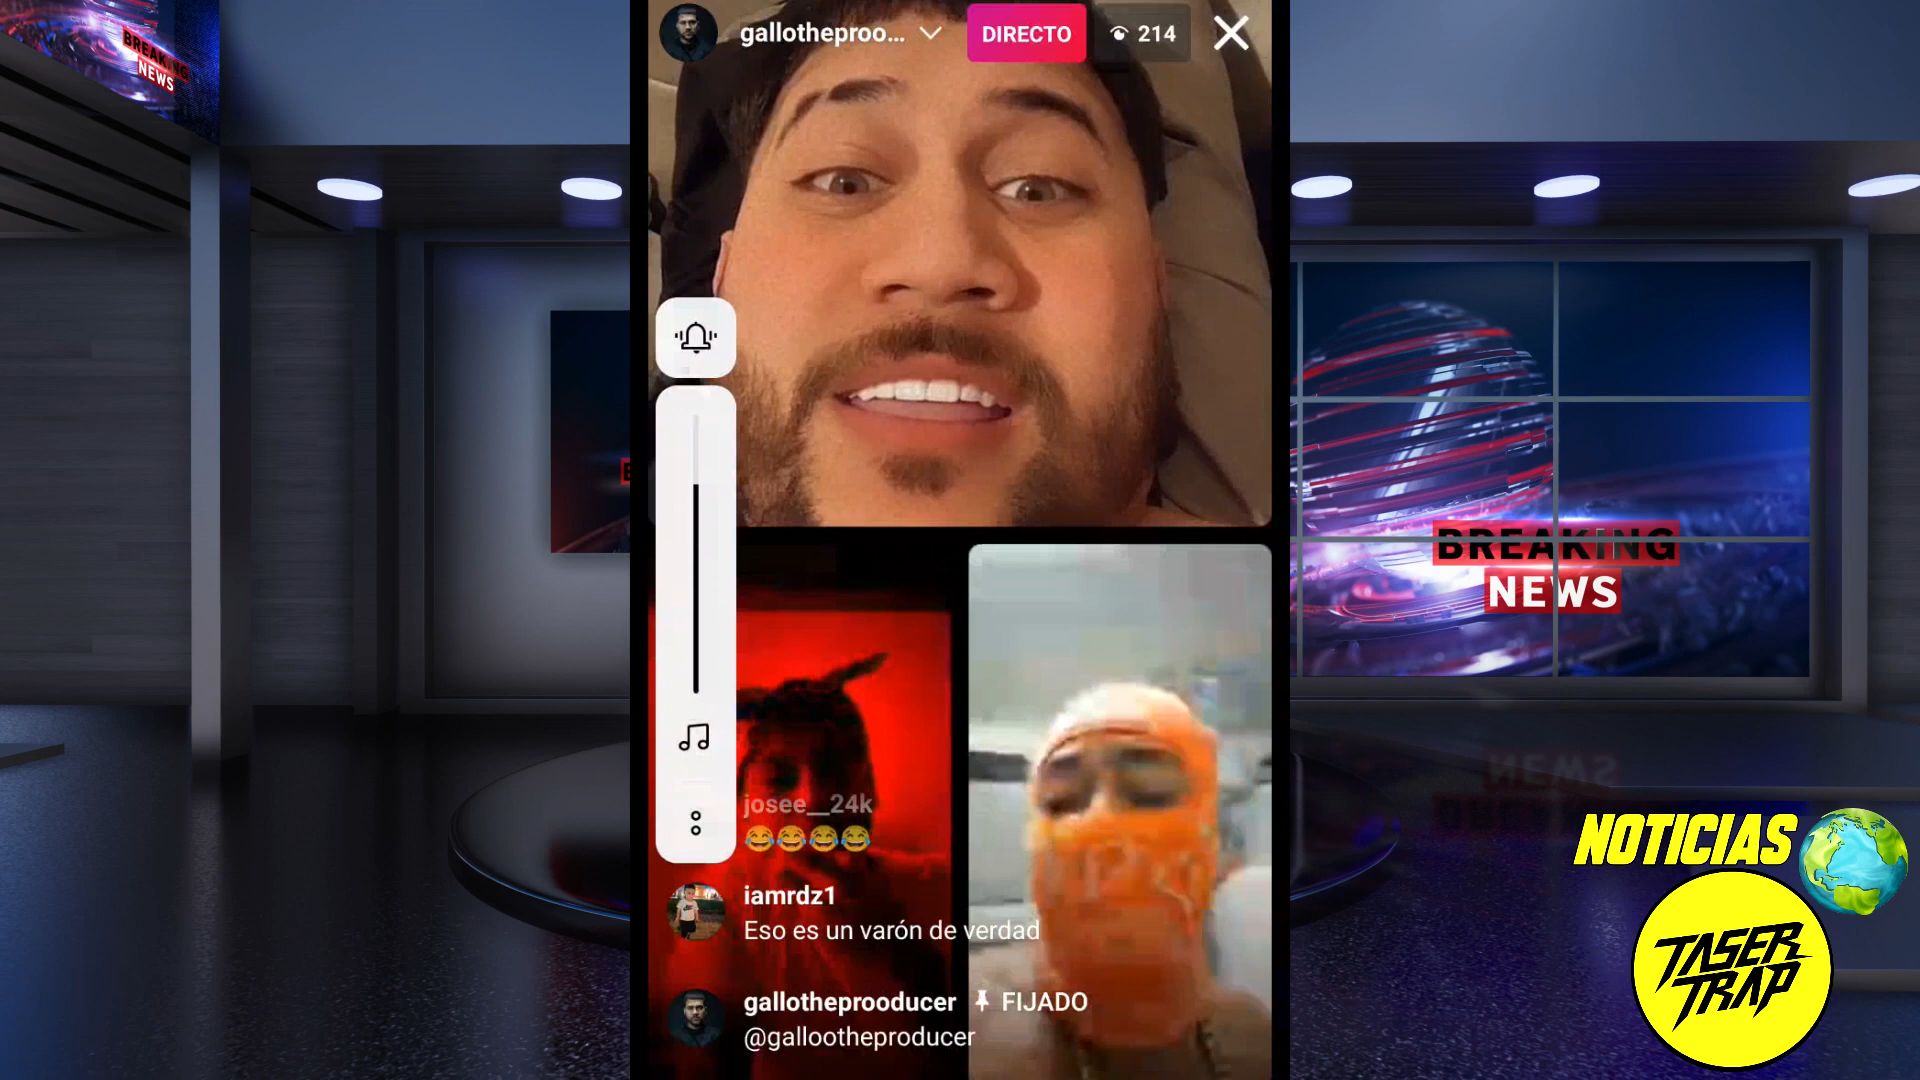 BREAKING
NEWS
gallotheproo...
DIRECTO
214
BREAKING
NEWS
josee__24k
😂😂😂😂
iamrdz1
Eso es un varón de verdad
gallotheprooducer FIJADO
@gallootheproducer
NOTICIAS
TASER
TRAP